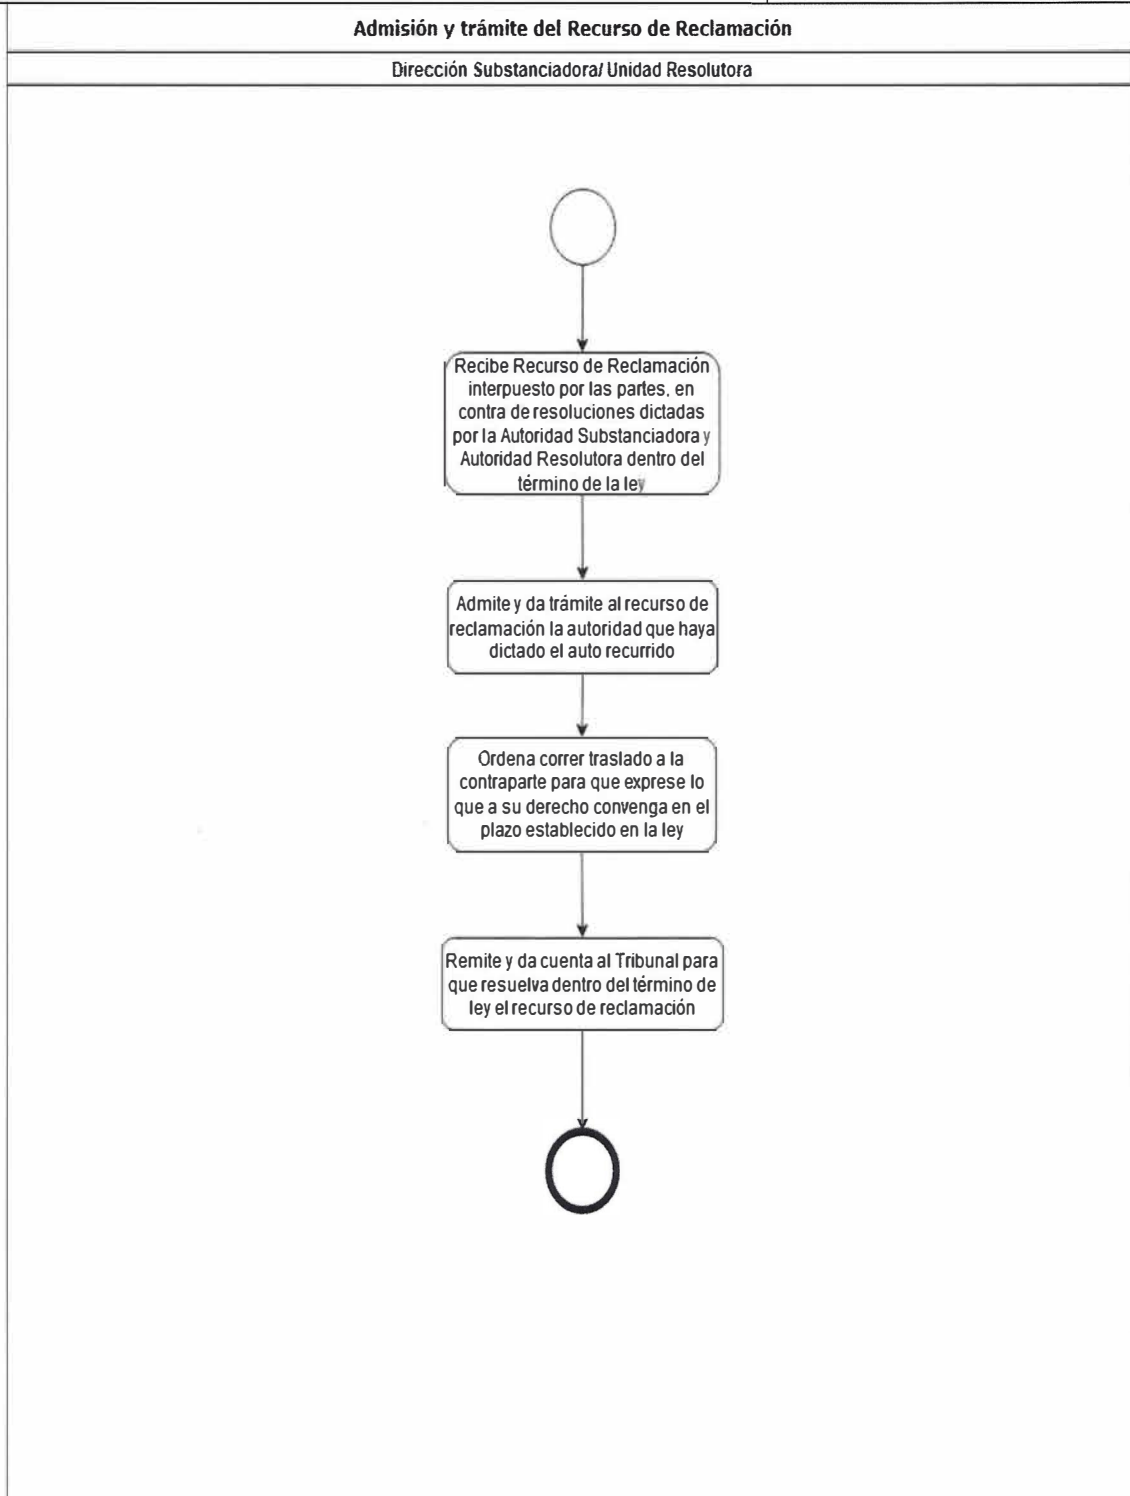 Admisión y trámite del Recurso de Reclamación
Dirección Substanciadora/ Unidad Resolutora
Recibe Recurso de Reclamación
interpuesto por las partes, en
contra de resoluciones dictadas
por la Autoridad Substanciadora y
Autoridad Resolutora dentro del
término de la ley
Admite y da trámite al recurso de
reclamación la autoridad que haya
dictado el auto recurrido
Ordena correr traslado a la
contraparte para que exprese lo
que a su derecho convenga en el
plazo establecido en la ley
Remite y da cuenta al Tribunal para
que resuelva dentro del término de
ley el recurso de reclamación